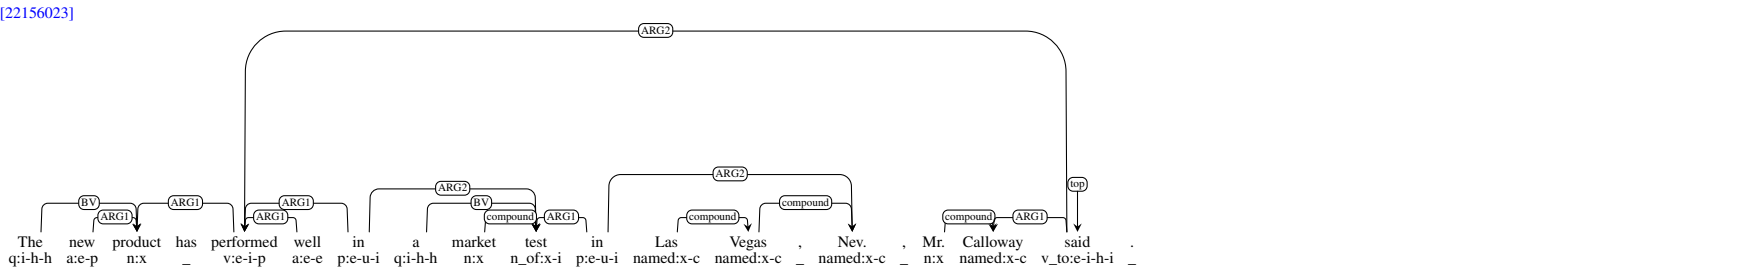 [22156023]
ARG2
top
ARG2 ARG2
BV ARG1 ARG1 BV compound
ARG1 ARG1 compound ARG1 compound compound ARG1
The new product has performed well in a market test in Las Vegas , Nev. , Mr. Calloway said .
q:i-h-h a:e-p n:x _ v:e-i-p a:e-e p:e-u-i q:i-h-h n:x n_of:x-i p:e-u-i named:x-c named:x-c _ named:x-c _ n:x named:x-c v_to:e-i-h-i _